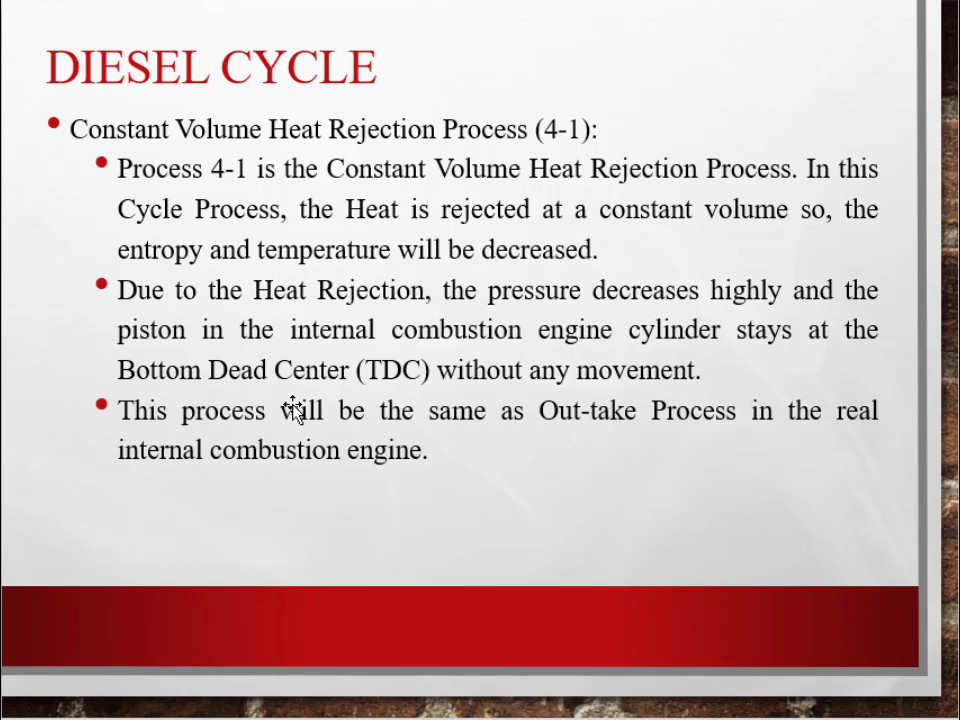 DIESEL CYCLE
• Constant Volume Heat Rejection Process (4-1):
• Process 4-1 is the Constant Volume Heat Rejection Process. In this
Cycle Process, the Heat is rejected at a constant volume so, the
entropy and temperature will be decreased.
• Due to the Heat Rejection, the pressure decreases highly and the
piston in the internal combustion engine cylinder stays at the
Bottom Dead Center (TDC) without any movement.
• This process will be the same as Out-take Process in the real
internal combustion engine.